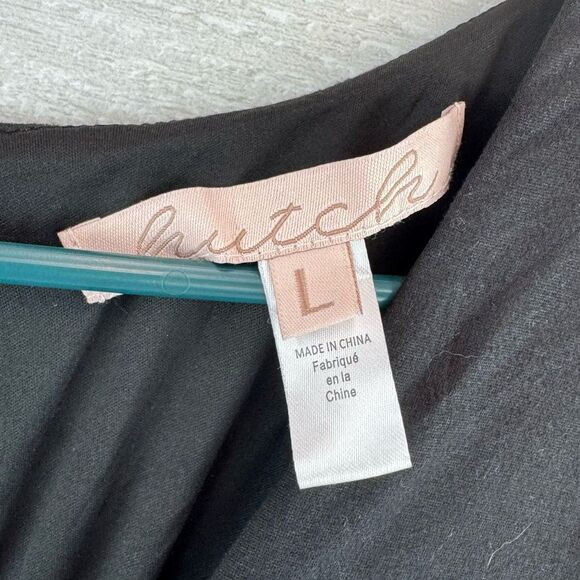 hutch
L
MADE IN CHINA
Fabriqué
en la
Chine